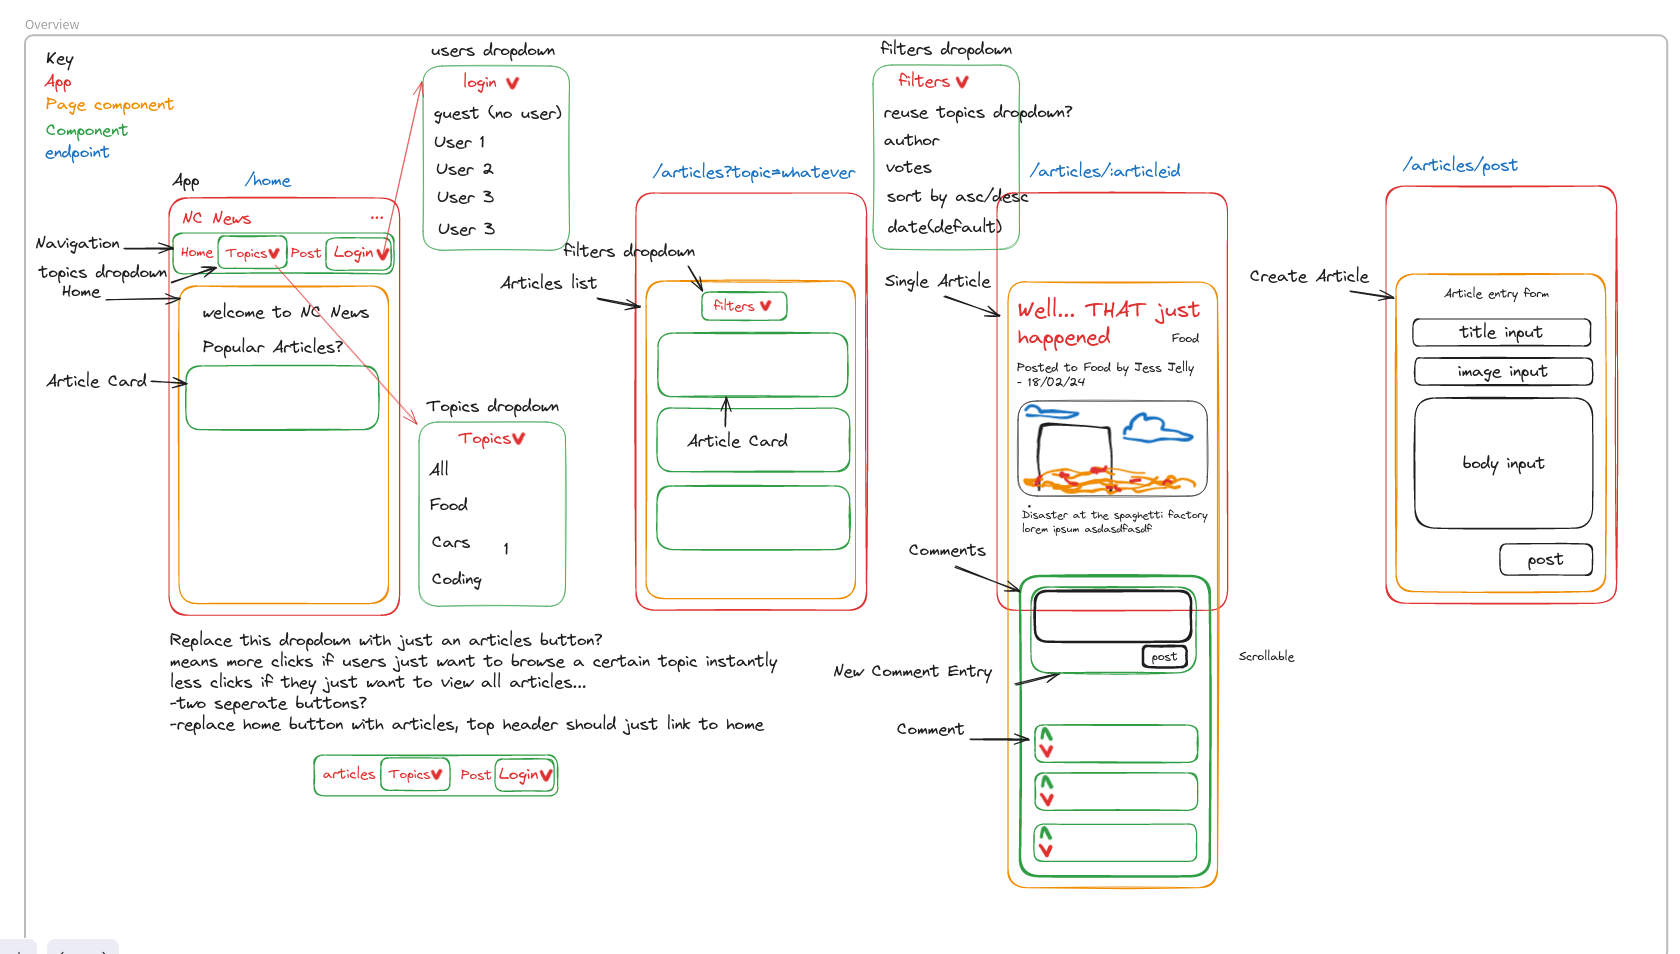 Overview
Key
App
Page component
Component
endpoint
users dropdown
login
guest (no user)
User 1
User 2
User 3
User 3
filters dropdown
filters
reuse topics dropdown?
author
votes
sort by asc/desc
date(default)
App
/home
NC News
...
Navigation
Home
Topics
Post
Login
topics dropdown
Home
welcome to NC News
Popular Articles?
Article Card
Topics dropdown
Topics
All
Food
Cars
1
Coding
/articles?topic=whatever
filters dropdown
Articles list
filters
Article Card
/articles/:articleid
Single Article
Well... THAT just
happened
Food
Posted to Food by Jess Jelly
- 18/02/24
Disaster at the spaghetti factory
lorem ipsum asdasdfasdf
Comments
post
New Comment Entry
Scrollable
Comment
/articles/post
Create Article
Article entry form
title input
image input
body input
post
Replace this dropdown with just an articles button?
means more clicks if users just want to browse a certain topic instantly
less clicks if they just want to view all articles...
-two seperate buttons?
-replace home button with articles, top header should just link to home
articles
Topics
Post
Login